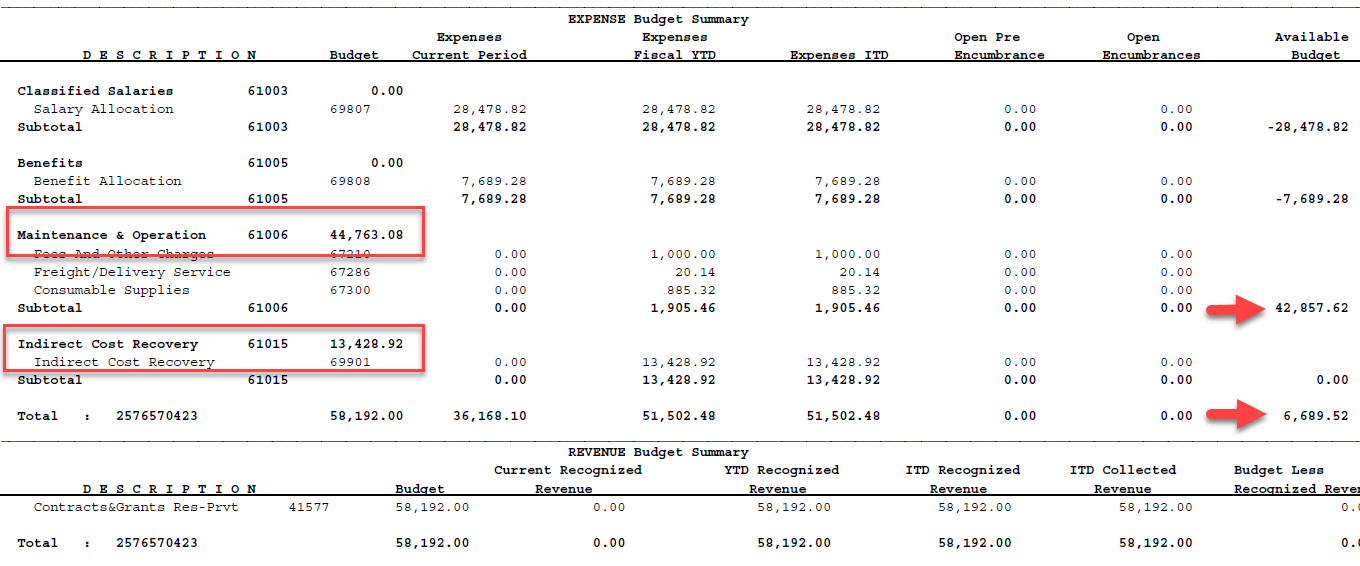 EXPENSE Budget Summary
Expenses Expenses Open Pre Open Available
D E S C R I P T I O N Budget Current Period Fiscal YTD Expenses ITD Encumbrance Encumbrances Budget
Classified Salaries 61003 0.00
Salary Allocation 69807 28,478.82 28,478.82 28,478.82 0.00 0.00
Subtotal 61003 28,478.82 28,478.82 28,478.82 0.00 0.00 -28,478.82
Benefits 61005 0.00
Benefit Allocation 69808 7,689.28 7,689.28 7,689.28 0.00 0.00
Subtotal 61005 7,689.28 7,689.28 7,689.28 0.00 0.00 -7,689.28
Maintenance & Operation 61006 44,763.08
Fees And Other Charges 67210 0.00 1,000.00 1,000.00 0.00 0.00
Freight/Delivery Service 67286 0.00 20.14 20.14 0.00 0.00
Consumable Supplies 67300 0.00 885.32 885.32 0.00 0.00
Subtotal 61006 0.00 1,905.46 1,905.46 0.00 0.00 42,857.62
Indirect Cost Recovery 61015 13,428.92
Indirect Cost Recovery 69901 0.00 13,428.92 13,428.92 0.00 0.00
Subtotal 61015 0.00 13,428.92 13,428.92 0.00 0.00 0.00
Total : 2576570423 58,192.00 36,168.10 51,502.48 51,502.48 0.00 0.00 6,689.52
REVENUE Budget Summary
Current Recognized YTD Recognized ITD Recognized ITD Collected Budget Less
D E S C R I P T I O N Budget Revenue Revenue Revenue Revenue Recognized
Contracts&Grants Res-Prvt 41577 58,192.00 0.00 58,192.00 58,192.00 58,192.00
Total : 2576570423 58,192.00 0.00 58,192.00 58,192.00 58,192.00